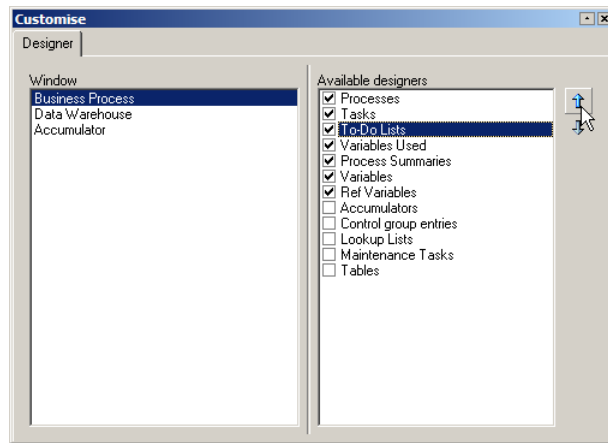 Customise
Designer
Window
Business Process
Data Warehouse
Accumulator
Available designers
Processes
Tasks
To-Do Lists
Variables Used
Process Summaries
Variables
Ref Variables
Accumulators
Control group entries
Lookup Lists
Maintenance Tasks
Tables